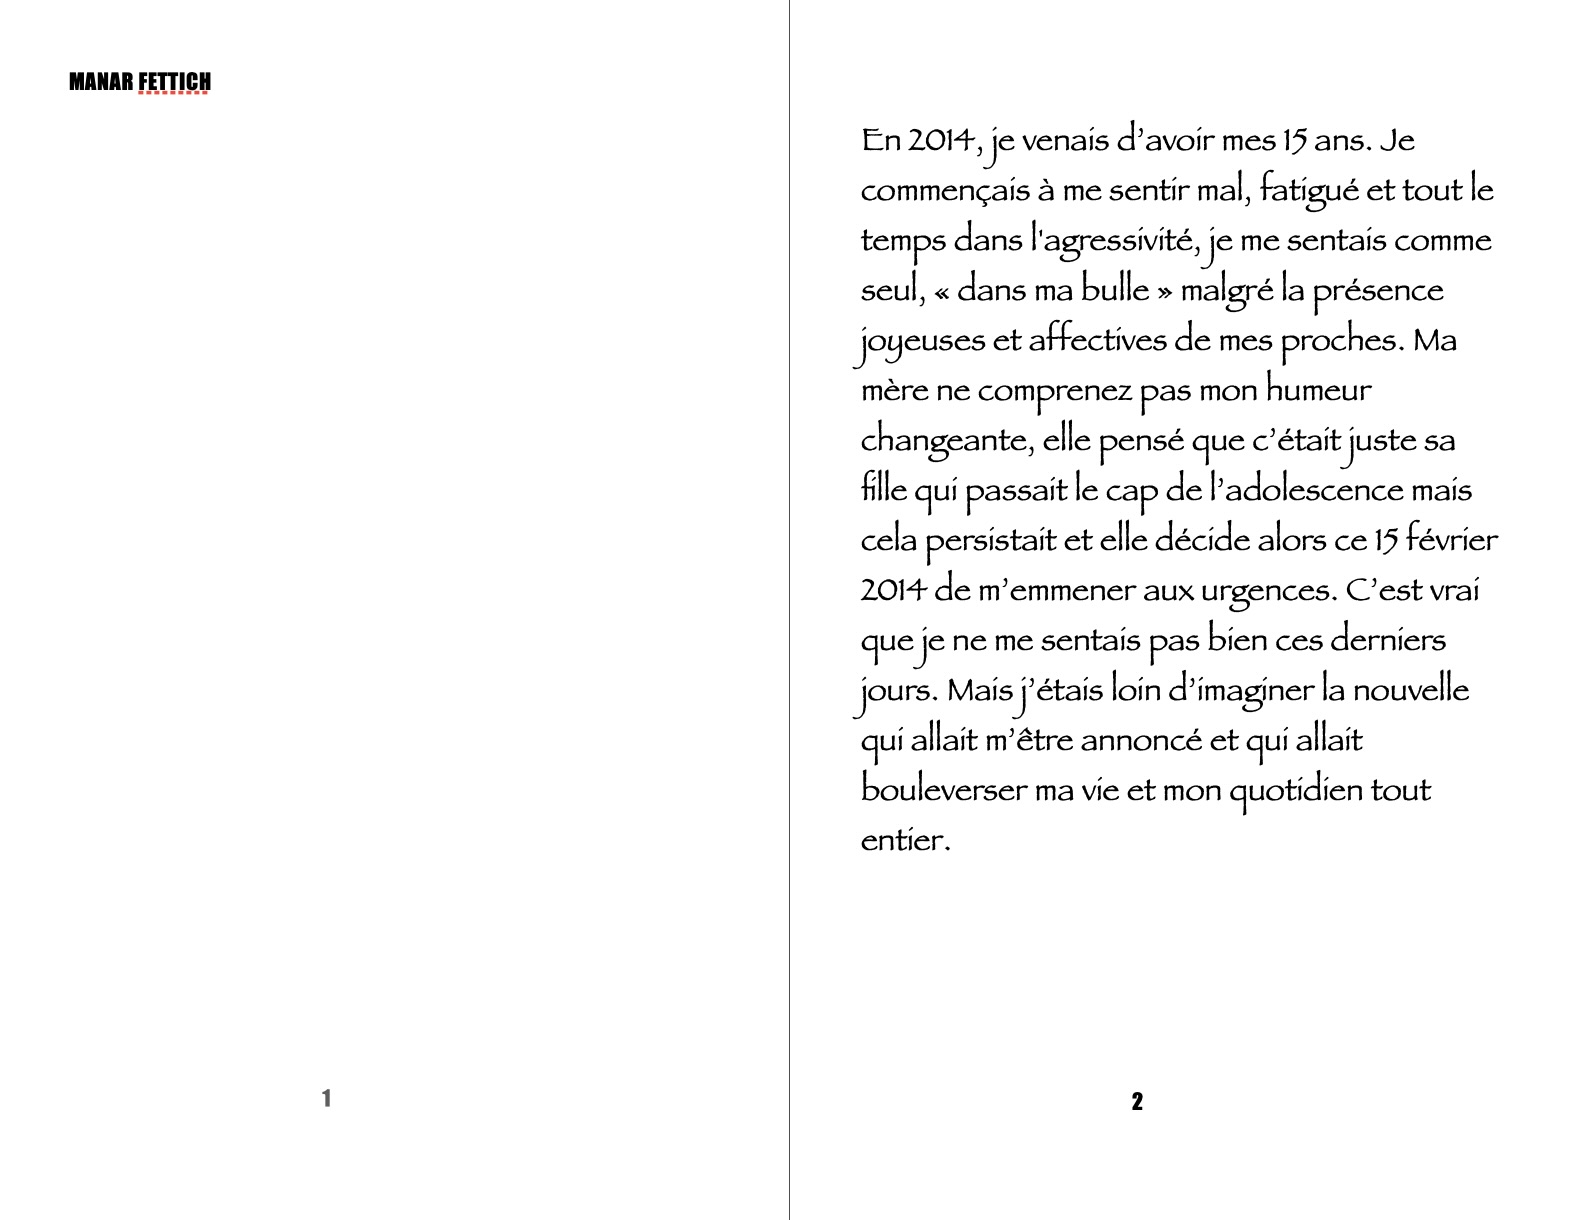 MANAR FETTICH
1
En 2014, je venais d’avoir mes 15 ans. Je
commençais à me sentir mal, fatigué et tout le
temps dans l'agressivité, je me sentais comme
seul, « dans ma bulle » malgré la présence
joyeuses et affectives de mes proches. Ma
mère ne comprenez pas mon humeur
changeante, elle pensé que c’était juste sa
fille qui passait le cap de l’adolescence mais
cela persistait et elle décide alors ce 15 février
2014 de m’emmener aux urgences. C’est vrai
que je ne me sentais pas bien ces derniers
jours. Mais j’étais loin d’imaginer la nouvelle
qui allait m’être annoncé et qui allait
bouleverser ma vie et mon quotidien tout
entier.
2